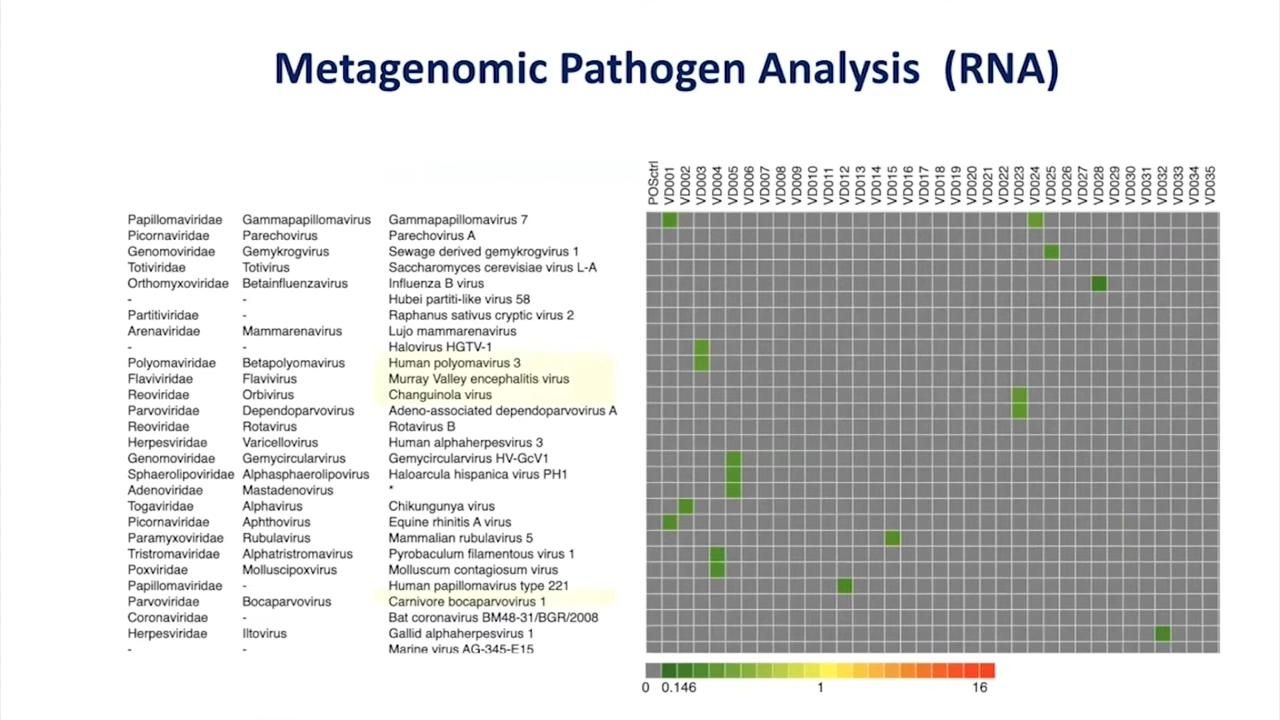 Metagenomic Pathogen Analysis (RNA)
POSctrl VD001 VD002 VD003 VD004 VD005 VD006 VD007 VD008 VD009 VD010 VD011 VD012 VD013 VD014 VD015 VD016 VD017 VD018 VD019 VD020 VD021 VD022 VD023 VD024 VD025 VD026 VD027 VD028 VD029 VD030 VD031 VD032 VD033 VD034 VD035
Papillomaviridae Gammapapillomavirus Gammapapillomavirus 7
Picornaviridae Parechovirus Parechovirus A
Genomoviridae Gemykrogvirus Sewage derived gemykrogvirus 1
Totiviridae Totivirus Saccharomyces cerevisiae virus L-A
Orthomyxoviridae Betainfluenzavirus Influenza B virus
- - Hubei partiti-like virus 58
Partitiviridae - Raphanus sativus cryptic virus 2
Arenaviridae Mammarenavirus Lujo mammarenavirus
- - Halovirus HGTV-1
Polyomaviridae Betapolyomavirus Human polyomavirus 3
Flaviviridae Flavivirus Murray Valley encephalitis virus
Reoviridae Orbivirus Changuinola virus
Parvoviridae Dependoparvovirus Adeno-associated dependoparvovirus A
Reoviridae Rotavirus Rotavirus B
Herpesviridae Varicellovirus Human alphaherpesvirus 3
Genomoviridae Gemycircularvirus Gemycircularvirus HV-GcV1
Sphaerolipoviridae Alphasphaerolipovirus Haloarcula hispanica virus PH1
Adenoviridae Mastadenovirus *
Togaviridae Alphavirus Chikungunya virus
Picornaviridae Aphthovirus Equine rhinitis A virus
Paramyxoviridae Rubulavirus Mammalian rubulavirus 5
Tristromaviridae Alphatristromavirus Pyrobaculum filamentous virus 1
Poxviridae Molluscipoxvirus Molluscum contagiosum virus
Papillomaviridae - Human papillomavirus type 221
Parvoviridae Bocaparvovirus Carnivore bocaparvovirus 1
Coronaviridae - Bat coronavirus BM48-31/BGR/2008
Herpesviridae Iltovirus Gallid alphaherpesvirus 1
- - Marine virus AG-345-E15
0 0.146 1 16